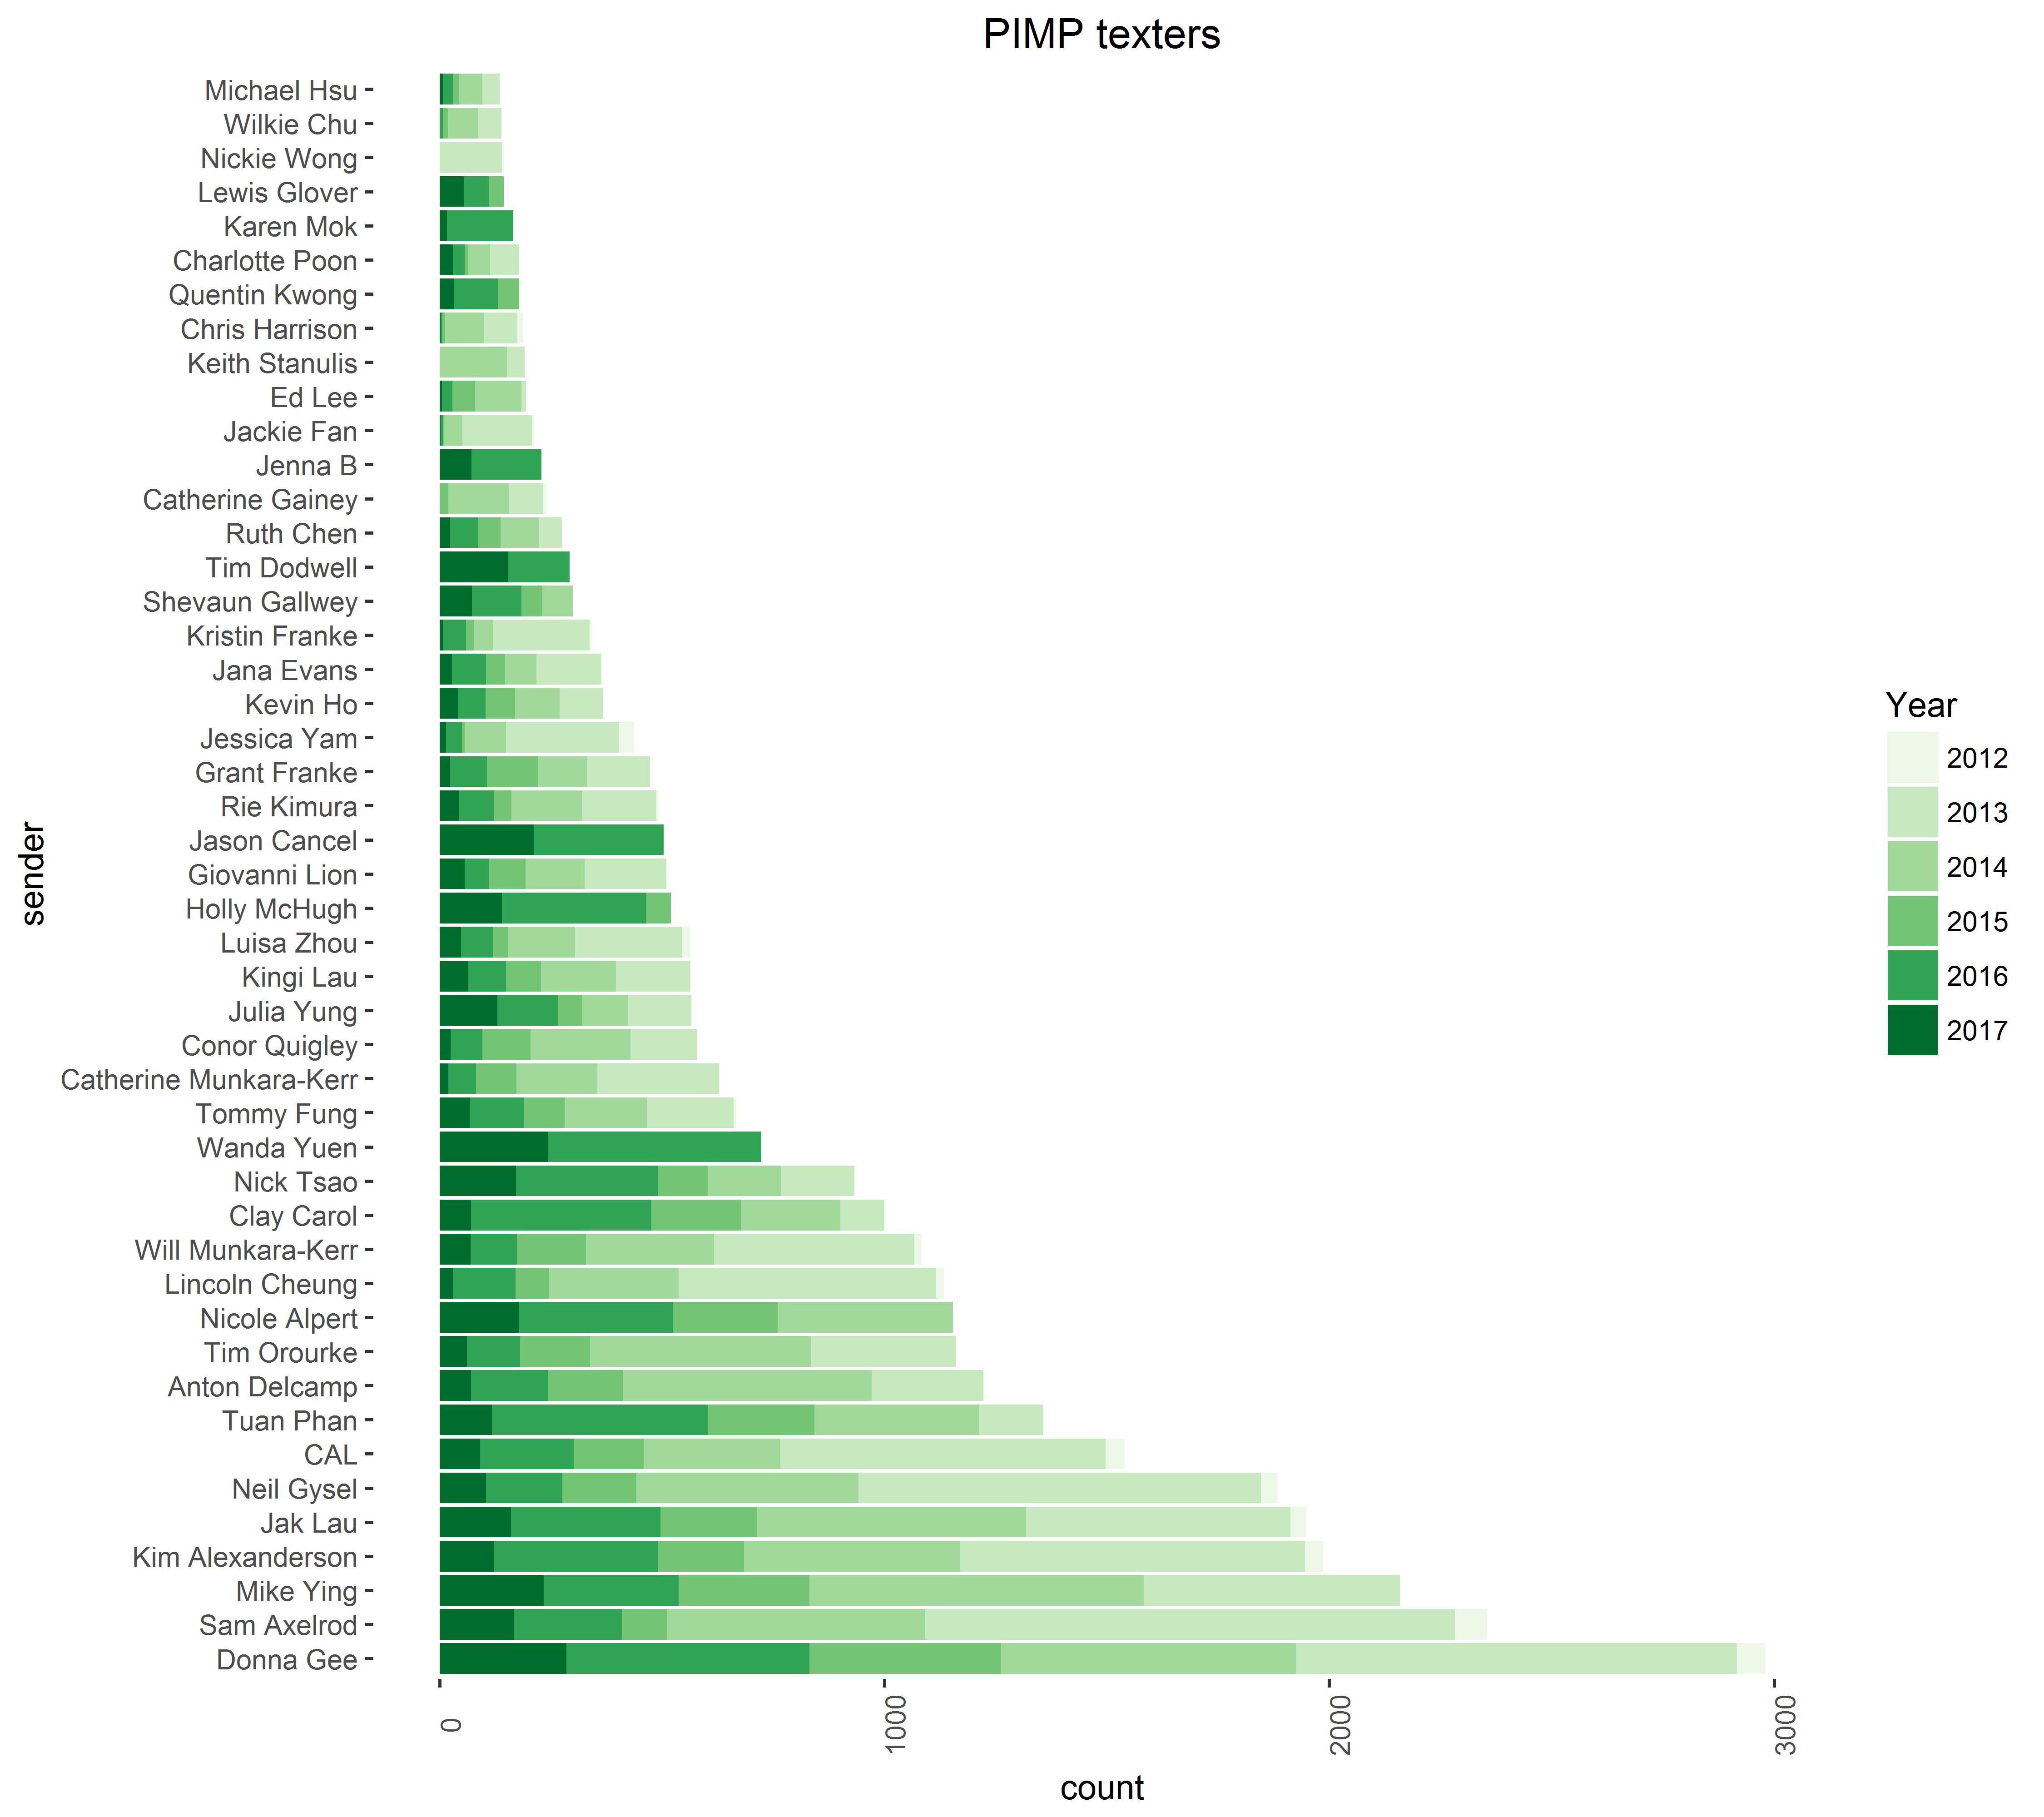 PIMP texters
sender
Michael Hsu
Wilkie Chu
Nickie Wong
Lewis Glover
Karen Mok
Charlotte Poon
Quentin Kwong
Chris Harrison
Keith Stanulis
Ed Lee
Jackie Fan
Jenna B
Catherine Gainey
Ruth Chen
Tim Dodwell
Shevaun Gallwey
Kristin Franke
Jana Evans
Kevin Ho
Jessica Yam
Grant Franke
Rie Kimura
Jason Cancel
Giovanni Lion
Holly McHugh
Luisa Zhou
Kingi Lau
Julia Yung
Conor Quigley
Catherine Munkara-Kerr
Tommy Fung
Wanda Yuen
Nick Tsao
Clay Carol
Will Munkara-Kerr
Lincoln Cheung
Nicole Alpert
Tim Orourke
Anton Delcamp
Tuan Phan
CAL
Neil Gysel
Jak Lau
Kim Alexanderson
Mike Ying
Sam Axelrod
Donna Gee
0
1000
2000
3000
count
Year
2012
2013
2014
2015
2016
2017